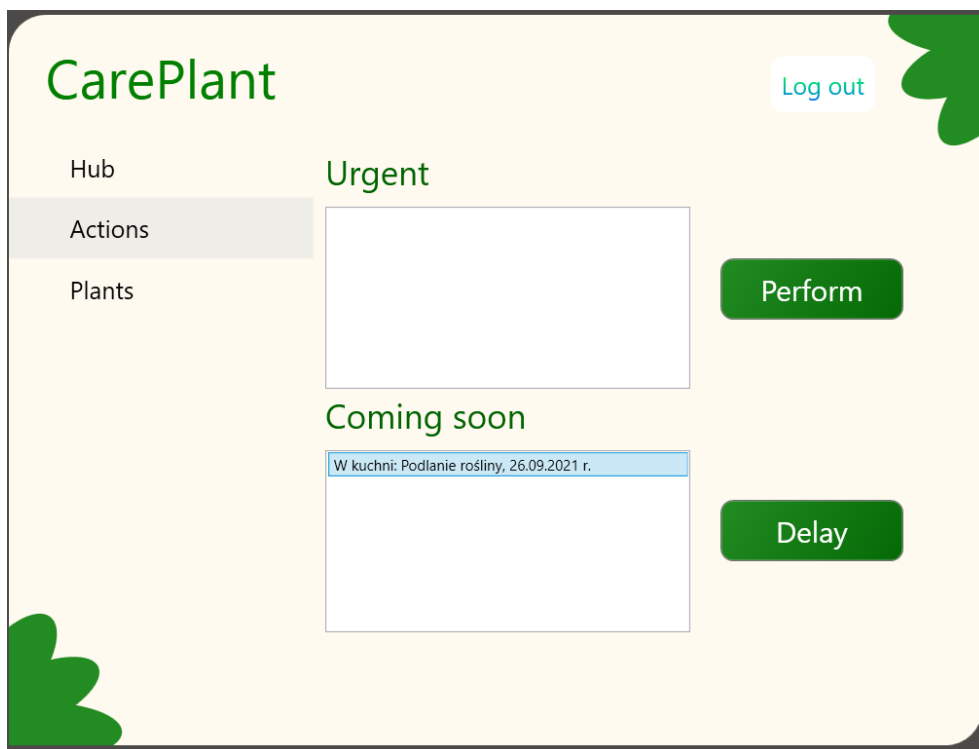 CarePlant
Log out
Hub
Actions
Plants
Urgent
Perform
Coming soon
W kuchni: Podlanie rośliny, 26.09.2021 r.
Delay